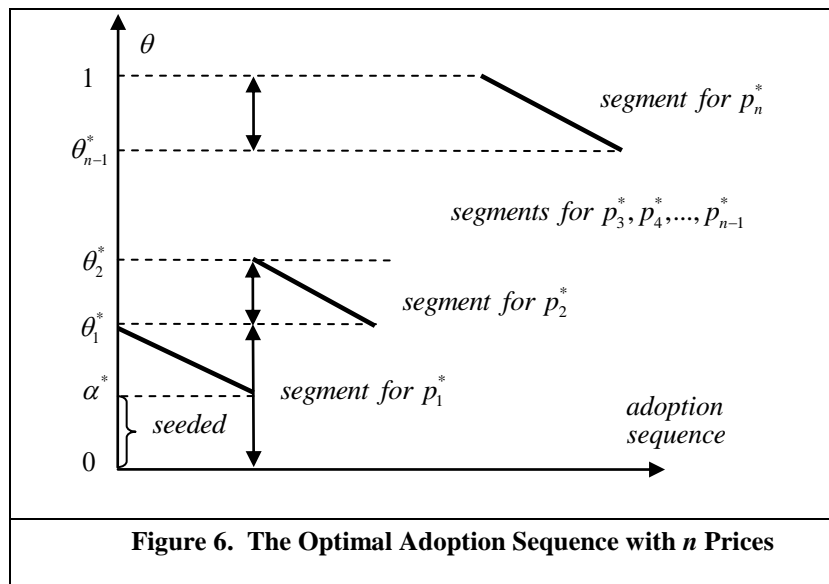 θ
1
segment for p*ₙ
θ*ₙ₋₁
segments for p*₃, p*₄,..., p*ₙ₋₁
θ*₂
segment for p*₂
θ*₁
α*
segment for p*₁
seeded
adoption
sequence
0
Figure 6. The Optimal Adoption Sequence with n Prices